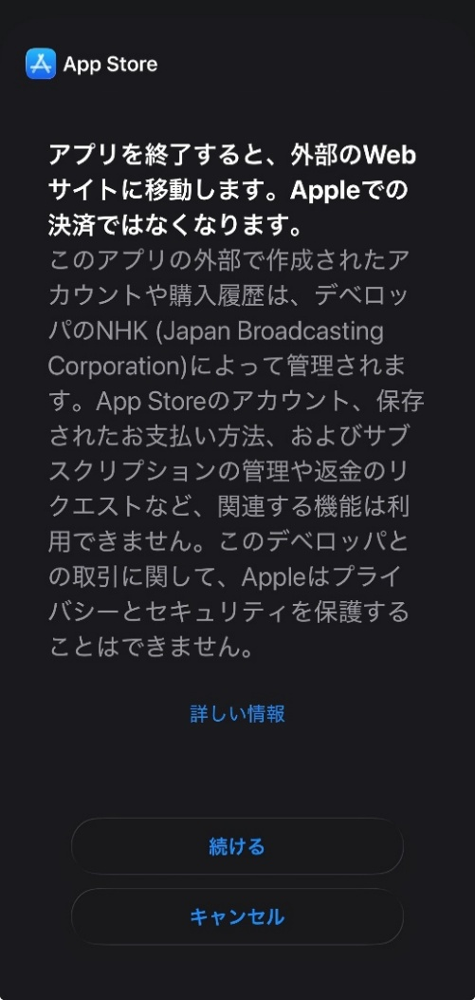 App Store
アプリを終了すると、外部のWeb
サイトに移動します。Appleでの
決済ではなくなります。
このアプリの外部で作成されたア
カウントや購入履歴は、デベロッ
パのNHK (Japan Broadcasting
Corporation)によって管理されま
す。App Storeのアカウント、保存
されたお支払い方法、およびサブ
スクリプションの管理や返金のリ
クエストなど、関連する機能は利
用できません。このデベロッパと
の取引に関して、Appleはプライ
バシーとセキュリティを保護する
ことはできません。
詳しい情報
続ける
キャンセル